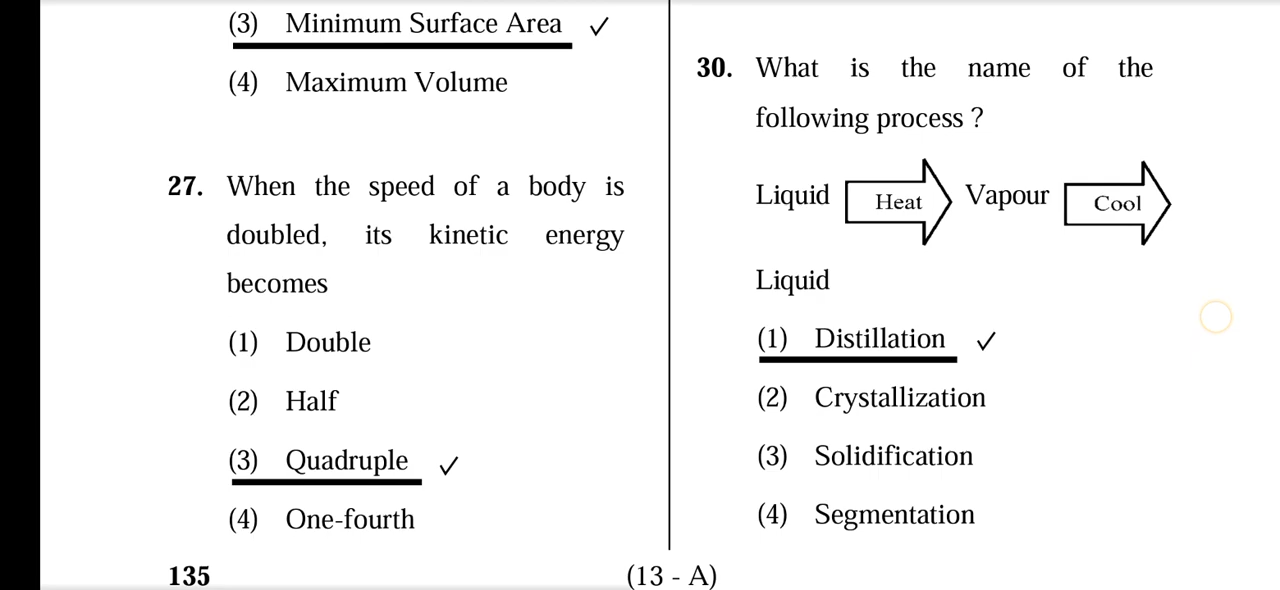 (3) Minimum Surface Area ✓
(4) Maximum Volume
27. When the speed of a body is
doubled, its kinetic energy
becomes
(1) Double
(2) Half
(3) Quadruple ✓
(4) One-fourth
30. What is the name of the
following process ?
Liquid Heat Vapour Cool
Liquid
(1) Distillation ✓
(2) Crystallization
(3) Solidification
(4) Segmentation
135 (13 - A)